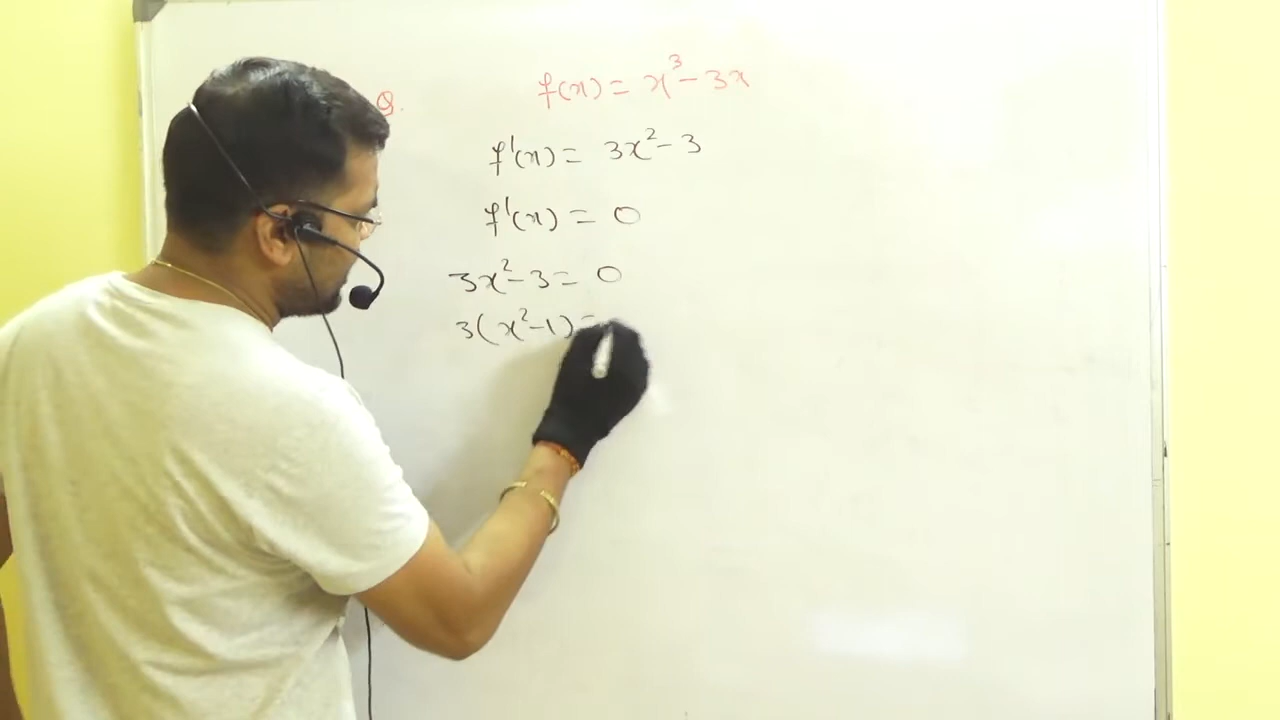 Q. f(x) = x³ - 3x
f'(x) = 3x² - 3
f'(x) = 0
3x² - 3 = 0
3(x² - 1) =